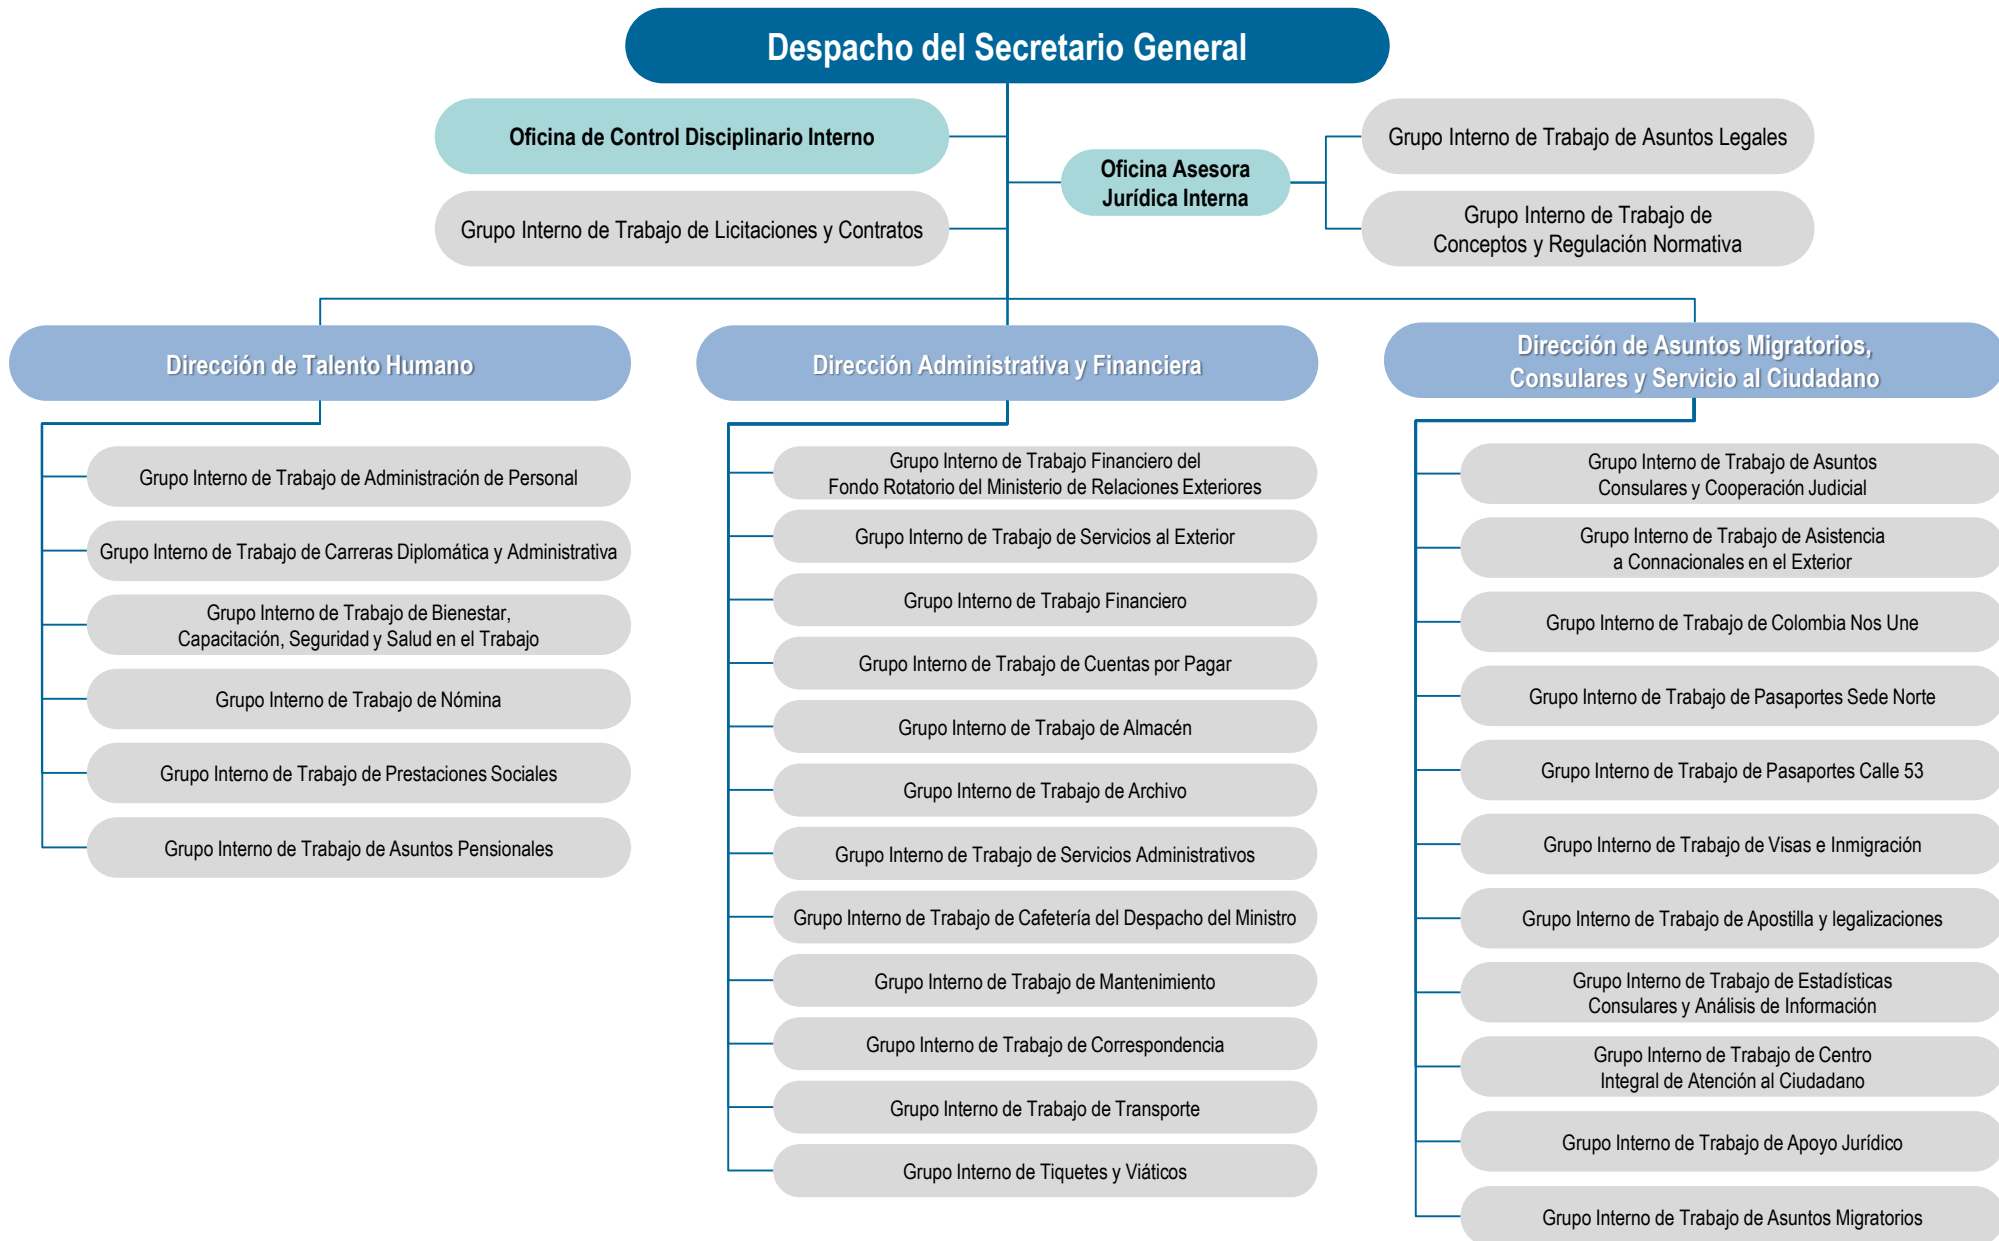 Despacho del Secretario General
Oficina de Control Disciplinario Interno
Grupo Interno de Trabajo de Licitaciones y Contratos
Oficina Asesora
Jurídica Interna
Grupo Interno de Trabajo de Asuntos Legales
Grupo Interno de Trabajo de
Conceptos y Regulación Normativa
Dirección de Talento Humano
Grupo Interno de Trabajo de Administración de Personal
Grupo Interno de Trabajo de Carreras Diplomática y Administrativa
Grupo Interno de Trabajo de Bienestar,
Capacitación, Seguridad y Salud en el Trabajo
Grupo Interno de Trabajo de Nómina
Grupo Interno de Trabajo de Prestaciones Sociales
Grupo Interno de Trabajo de Asuntos Pensionales
Dirección Administrativa y Financiera
Grupo Interno de Trabajo Financiero del
Fondo Rotatorio del Ministerio de Relaciones Exteriores
Grupo Interno de Trabajo de Servicios al Exterior
Grupo Interno de Trabajo Financiero
Grupo Interno de Trabajo de Cuentas por Pagar
Grupo Interno de Trabajo de Almacén
Grupo Interno de Trabajo de Archivo
Grupo Interno de Trabajo de Servicios Administrativos
Grupo Interno de Trabajo de Cafetería del Despacho del Ministro
Grupo Interno de Trabajo de Mantenimiento
Grupo Interno de Trabajo de Correspondencia
Grupo Interno de Trabajo de Transporte
Grupo Interno de Tiquetes y Viáticos
Dirección de Asuntos Migratorios,
Consulares y Servicio al Ciudadano
Grupo Interno de Trabajo de Asuntos
Consulares y Cooperación Judicial
Grupo Interno de Trabajo de Asistencia
a Connacionales en el Exterior
Grupo Interno de Trabajo de Colombia Nos Une
Grupo Interno de Trabajo de Pasaportes Sede Norte
Grupo Interno de Trabajo de Pasaportes Calle 53
Grupo Interno de Trabajo de Visas e Inmigración
Grupo Interno de Trabajo de Apostilla y legalizaciones
Grupo Interno de Trabajo de Estadísticas
Consulares y Análisis de Información
Grupo Interno de Trabajo de Centro
Integral de Atención al Ciudadano
Grupo Interno de Trabajo de Apoyo Jurídico
Grupo Interno de Trabajo de Asuntos Migratorios